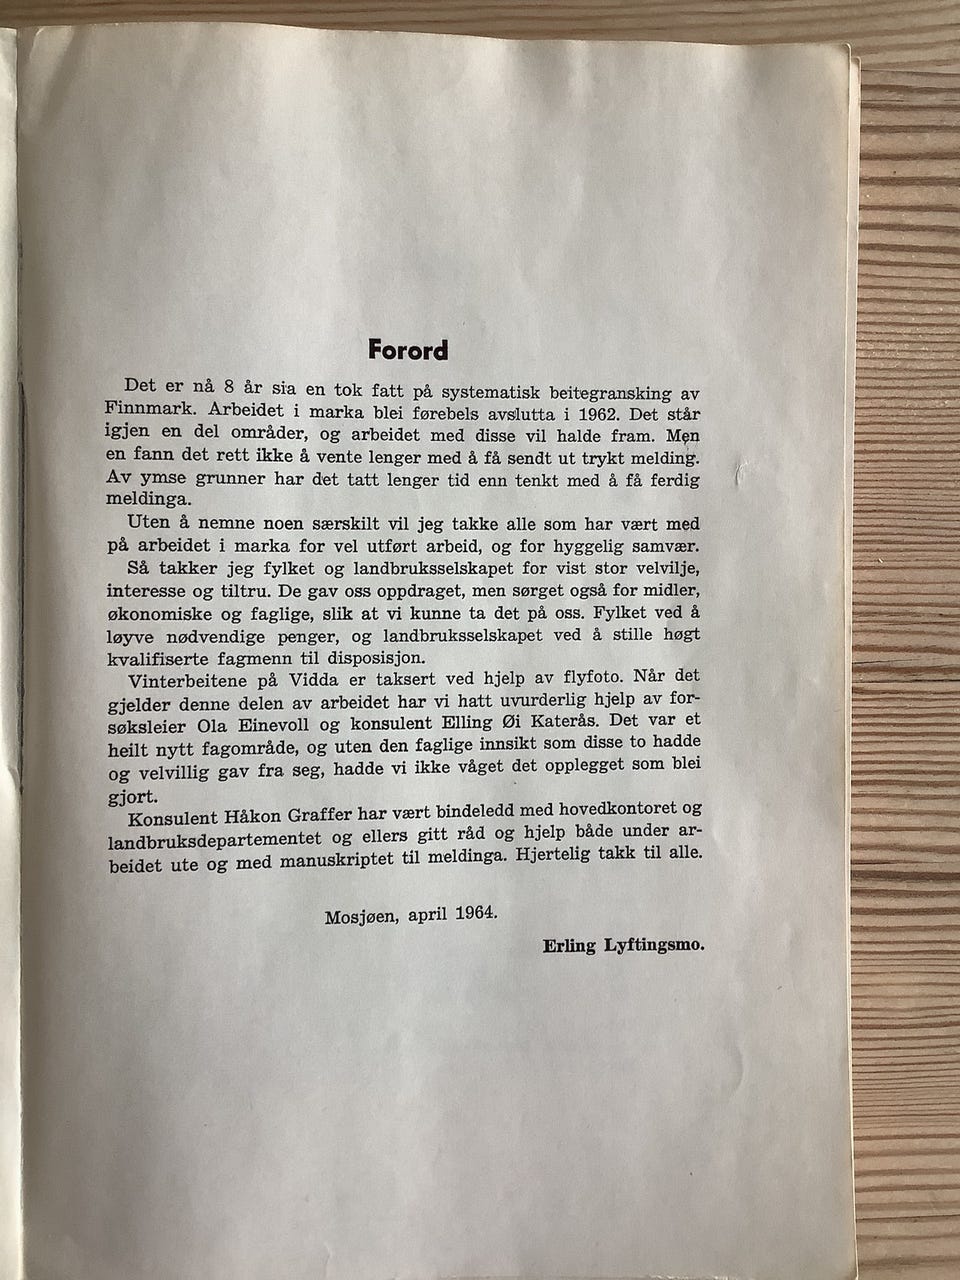 Forord
Det er nå 8 år sia en tok fatt på systematisk beitegransking av
Finnmark. Arbeidet i marka blei førebels avslutta i 1962. Det står
igjen en del områder, og arbeidet med disse vil halde fram. Men
en fann det rett ikke å vente lenger med å få sendt ut trykt melding.
Av ymse grunner har det tatt lenger tid enn tenkt med å få ferdig
meldinga.
Uten å nemne noen særskilt vil jeg takke alle som har vært med
på arbeidet i marka for vel utført arbeid, og for hyggelig samvær.
Så takker jeg fylket og landbruksselskapet for vist stor velvilje,
interesse og tiltru. De gav oss oppdraget, men sørget også for midler,
økonomiske og faglige, slik at vi kunne ta det på oss. Fylket ved å
løyve nødvendige penger, og landbruksselskapet ved å stille høgt
kvalifiserte fagmenn til disposisjon.
Vinterbeitene på Vidda er taksert ved hjelp av flyfoto. Når det
gjelder denne delen av arbeidet har vi hatt uvurderlig hjelp av for-
søksleier Ola Einevoll og konsulent Elling Øi Katerås. Det var et
heilt nytt fagområde, og uten den faglige innsikt som disse to hadde
og velvillig gav fra seg, hadde vi ikke våget det opplegget som blei
gjort.
Konsulent Håkon Graffer har vært bindeledd med hovedkontoret og
landbruksdepartementet og ellers gitt råd og hjelp både under ar-
beidet ute og med manuskriptet til meldinga. Hjertelig takk til alle.
Mosjøen, april 1964.
Erling Lyftingsmo.